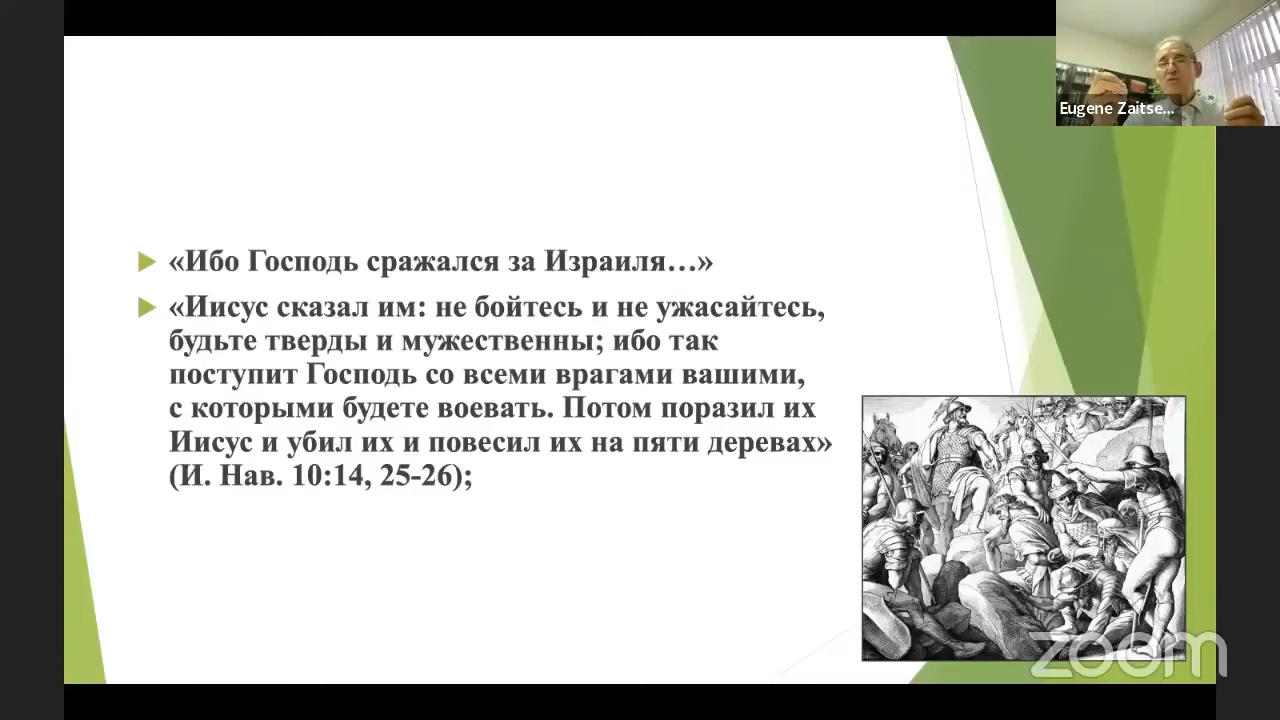 Eugene Zaitse...
«Ибо Господь сражался за Израиля…»
«Иисус сказал им: не бойтесь и не ужасайтесь,
будьте тверды и мужественны; ибо так
поступит Господь со всеми врагами вашими,
с которыми будете воевать. Потом поразил их
Иисус и убил их и повесил их на пяти деревах»
(И. Нав. 10:14, 25-26);
zoom